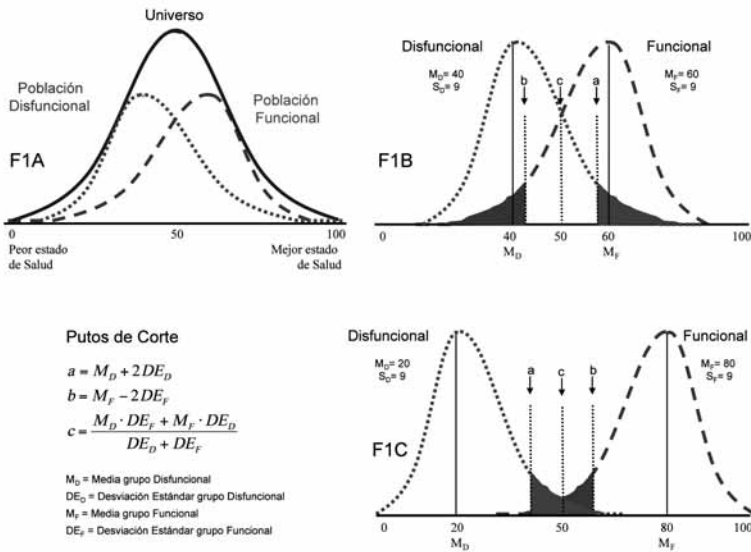 Universo
Población
Disfuncional
Población
Funcional
F1A
0
50
100
Peor estado
de Salud
Mejor estado
de Salud
Disfuncional
Funcional
M_D= 40
S_D= 9
M_F= 60
S_F= 9
b
c
a
F1B
0
40
50
60
100
M_D
M_F
Putos de Corte
a = M_D + 2DE_D
b = M_F − 2DE_F
c = (M_D · DE_F + M_F · DE_D) / (DE_D + DE_F)
M_D = Media grupo Disfuncional
DE_D = Desviación Estándar grupo Disfuncional
M_F = Media grupo Funcional
DE_F = Desviación Estándar grupo Funcional
Disfuncional
Funcional
M_D= 20
S_D= 9
M_F= 80
S_F= 9
a
c
b
F1C
0
20
50
80
100
M_D
M_F